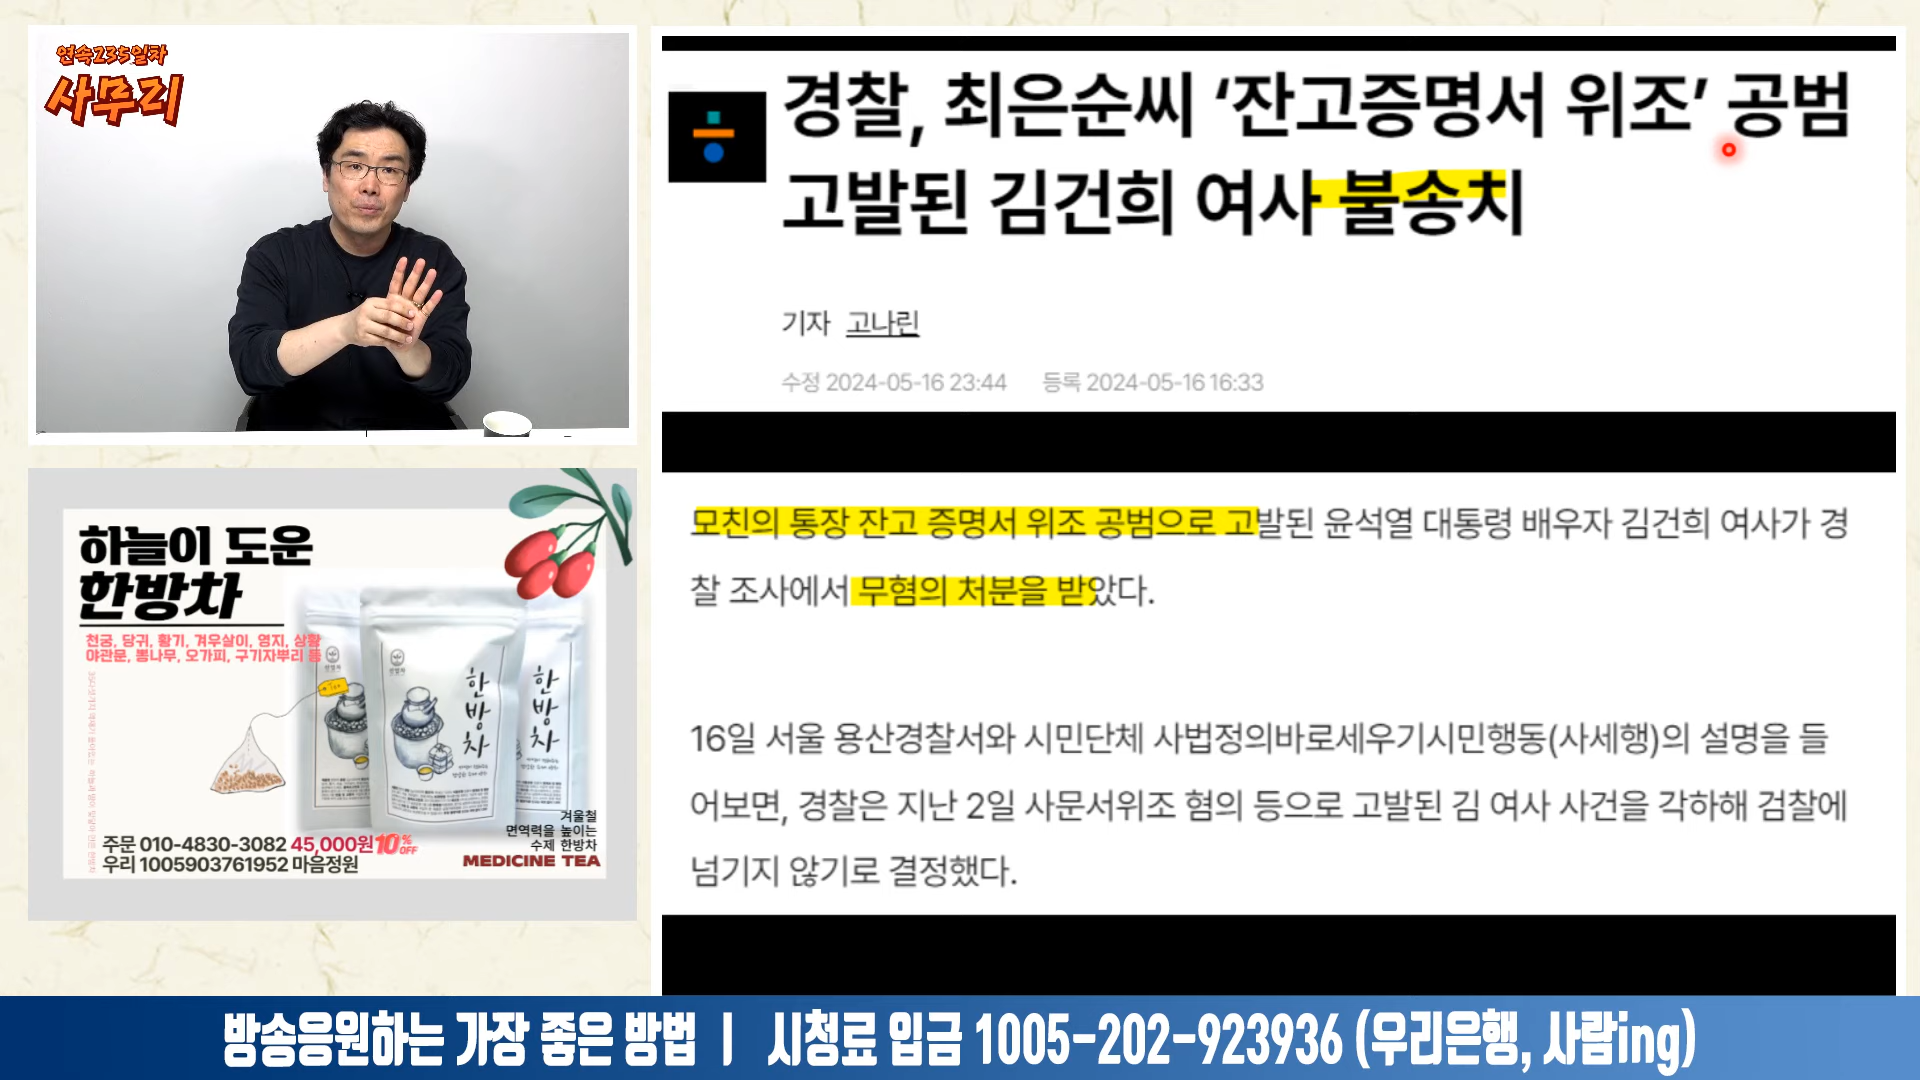 연속235일차
사무리
경찰, 최은순씨 ‘잔고증명서 위조’ 공범
고발된 김건희 여사 불송치
기자 고나린
수정 2024-05-16 23:44 등록 2024-05-16 16:33
모친의 통장 잔고 증명서 위조 공범으로 고발된 윤석열 대통령 배우자 김건희 여사가 경
찰 조사에서 무혐의 처분을 받았다.
16일 서울 용산경찰서와 시민단체 사법정의바로세우기시민행동(사세행)의 설명을 들
어보면, 경찰은 지난 2일 사문서위조 혐의 등으로 고발된 김 여사 사건을 각하해 검찰에
넘기지 않기로 결정했다.
하늘이 도운
한방차
천궁, 당귀, 황기, 겨우살이, 영지, 상황
야관문, 뽕나무, 오가피, 구기자뿌리 등
Tea
한방차
한방차
겨울철
면역력을 높이는
수제 한방차
MEDICINE TEA
주문 010-4830-3082 45,000원 10% OFF
우리 1005903761952 마음정원
방송응원하는 가장 좋은 방법 | 시청료 입금 1005-202-923936 (우리은행, 사람ing)